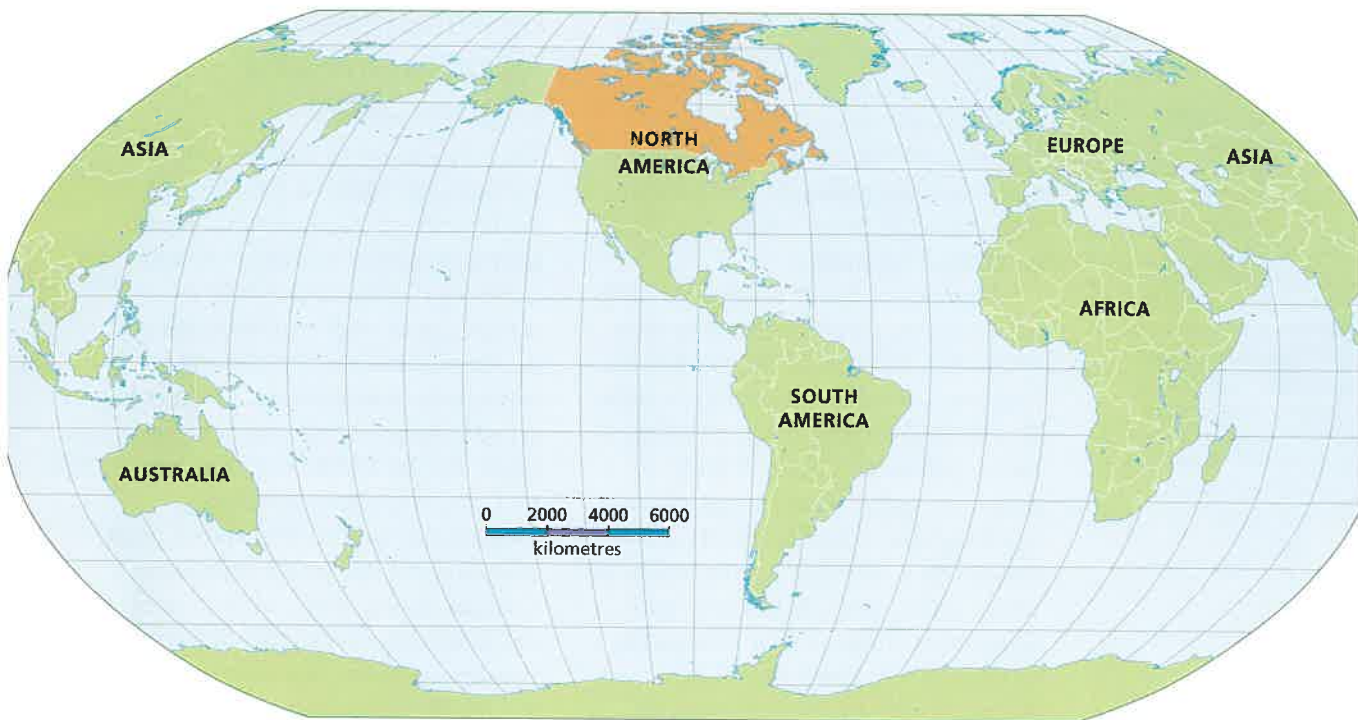 ASIA
NORTH
AMERICA
EUROPE
ASIA
AFRICA
SOUTH
AMERICA
AUSTRALIA
0 2000 4000 6000
kilometres